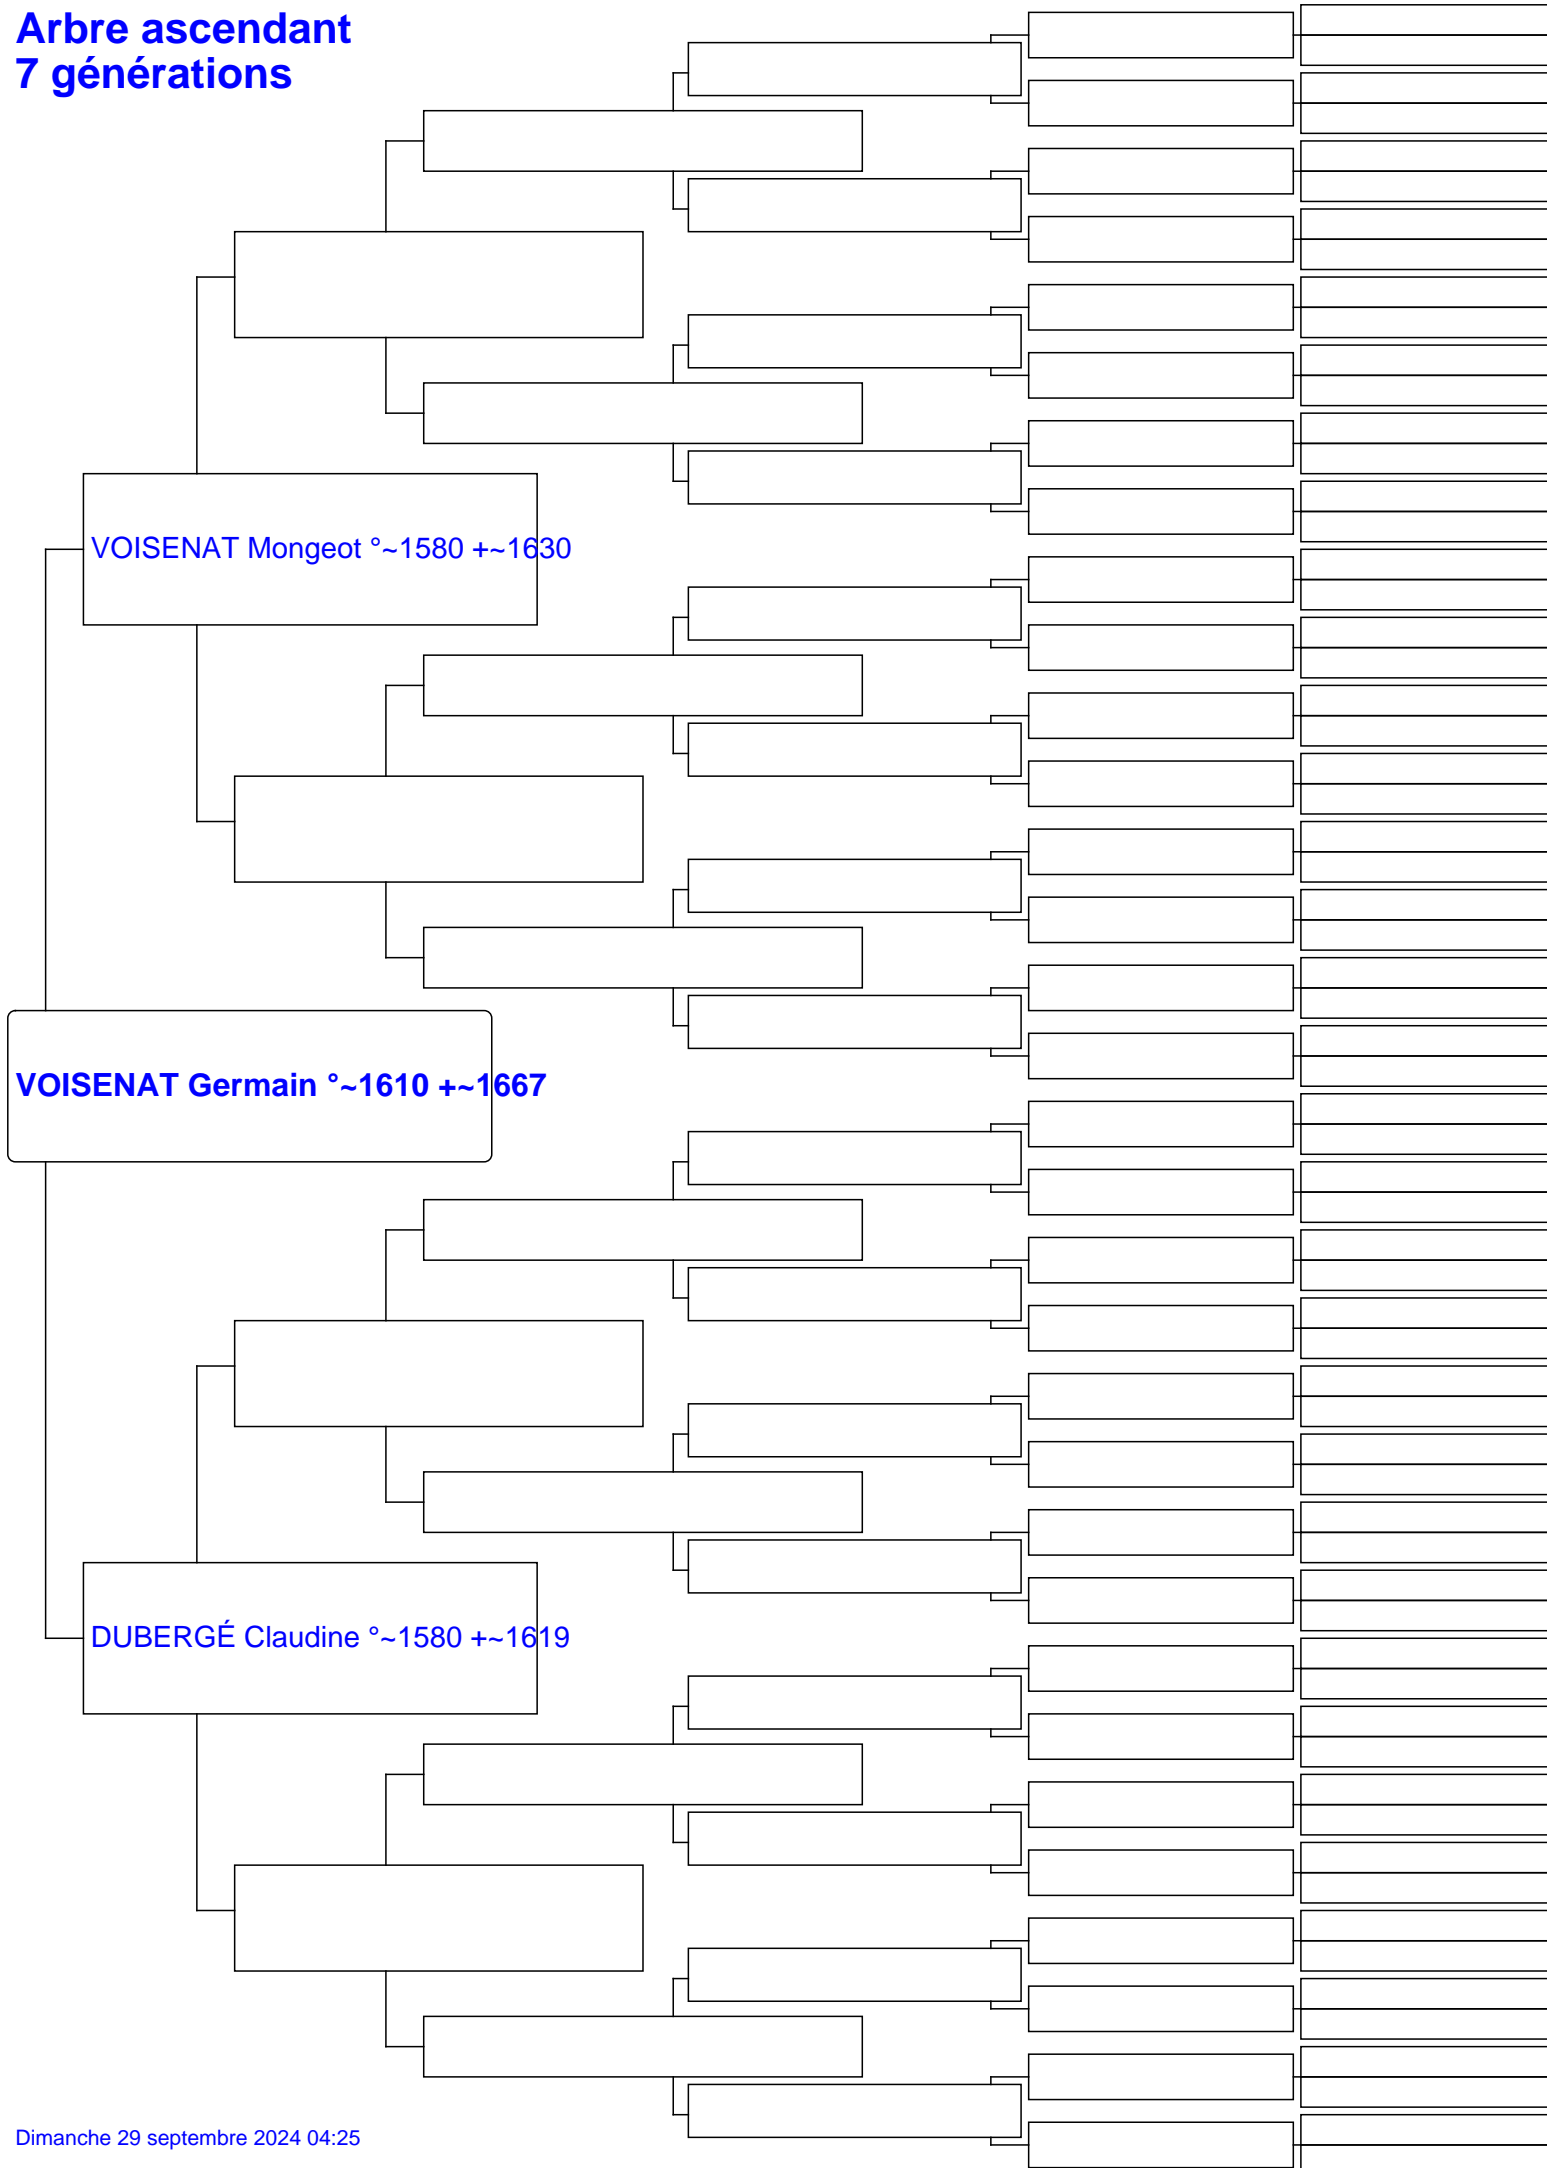 Arbre ascendant
7 générations
VOISENAT Mongeot °~1580 +~1630
VOISENAT Germain °~1610 +~1667
DUBERGÉ Claudine °~1580 +~1619
Dimanche 29 septembre 2024 04:25